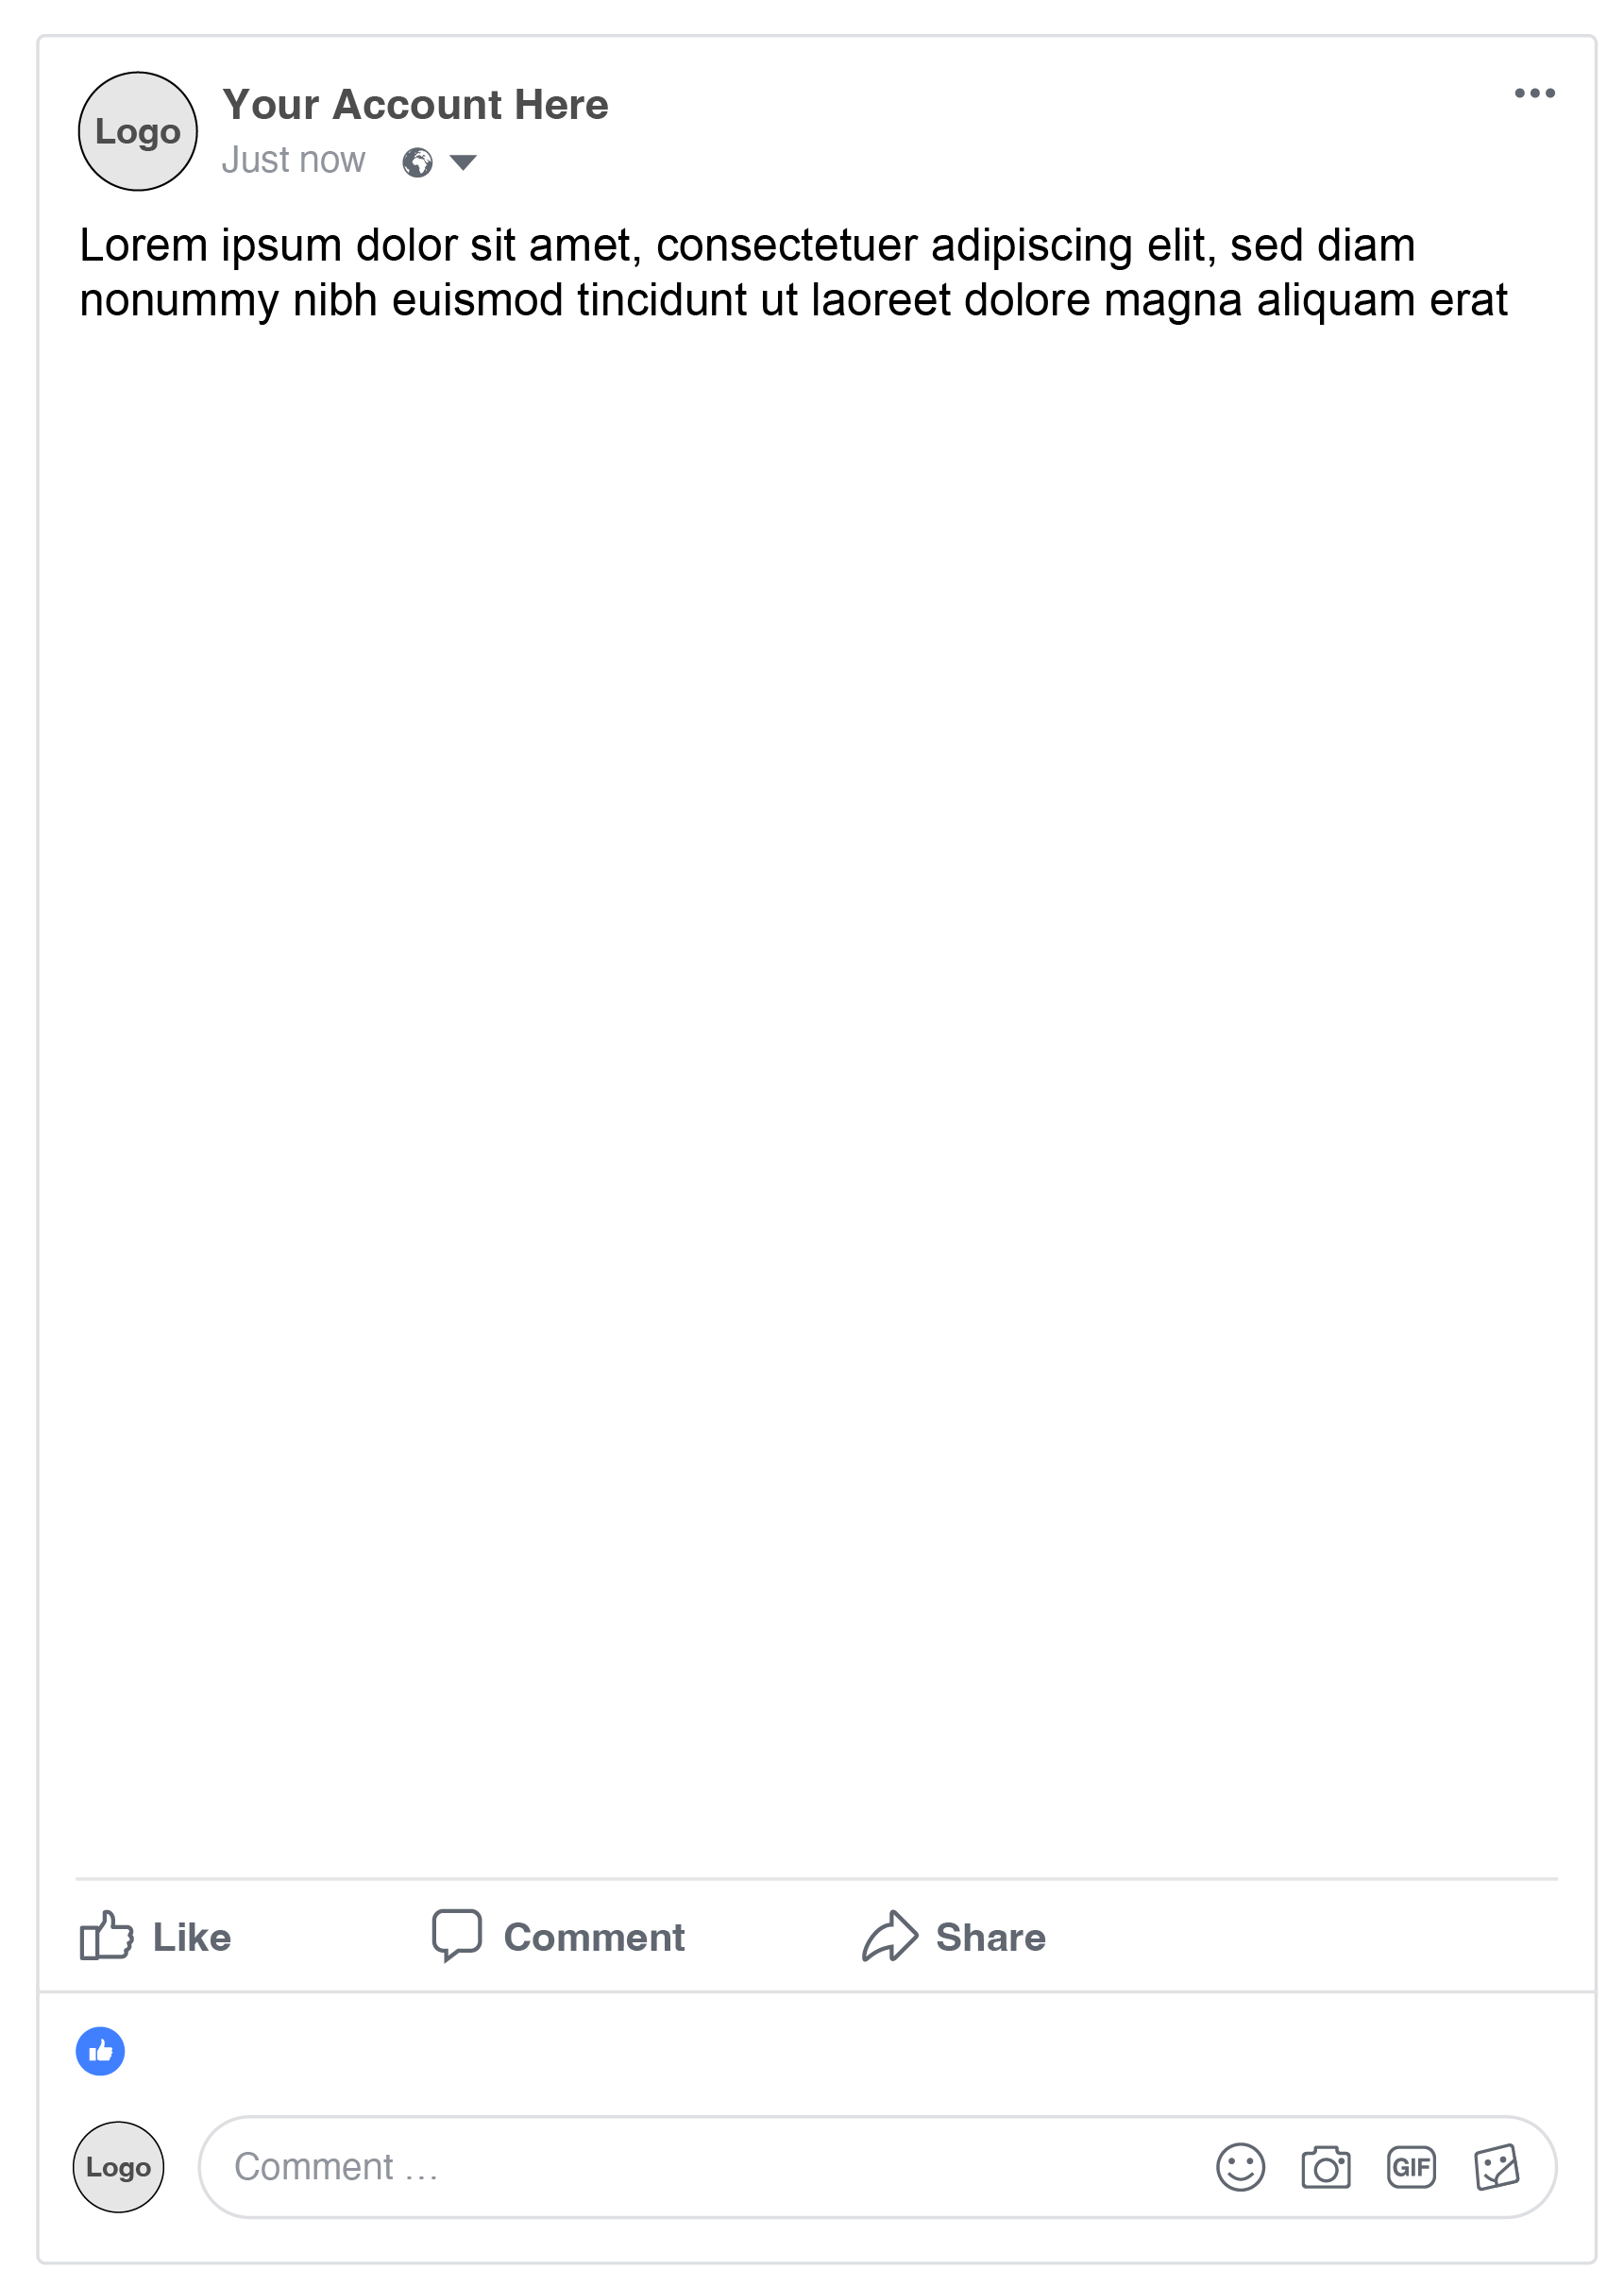 Logo
Your Account Here
Just now
Lorem ipsum dolor sit amet, consectetuer adipiscing elit, sed diam
nonummy nibh euismod tincidunt ut laoreet dolore magna aliquam erat
Like
Comment
Share
Logo
Comment ...
GIF